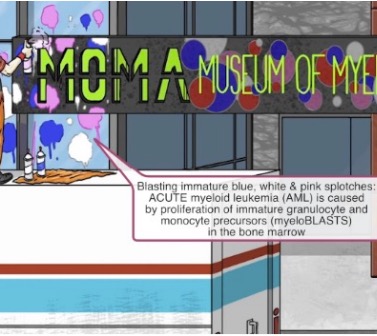 MOMA MUSEUM OF MYE
Blasting immature blue, white & pink splotches:
ACUTE myeloid leukemia (AML) is caused
by proliferation of immature granulocyte and
monocyte precursors (myeloBLASTS)
in the bone marrow